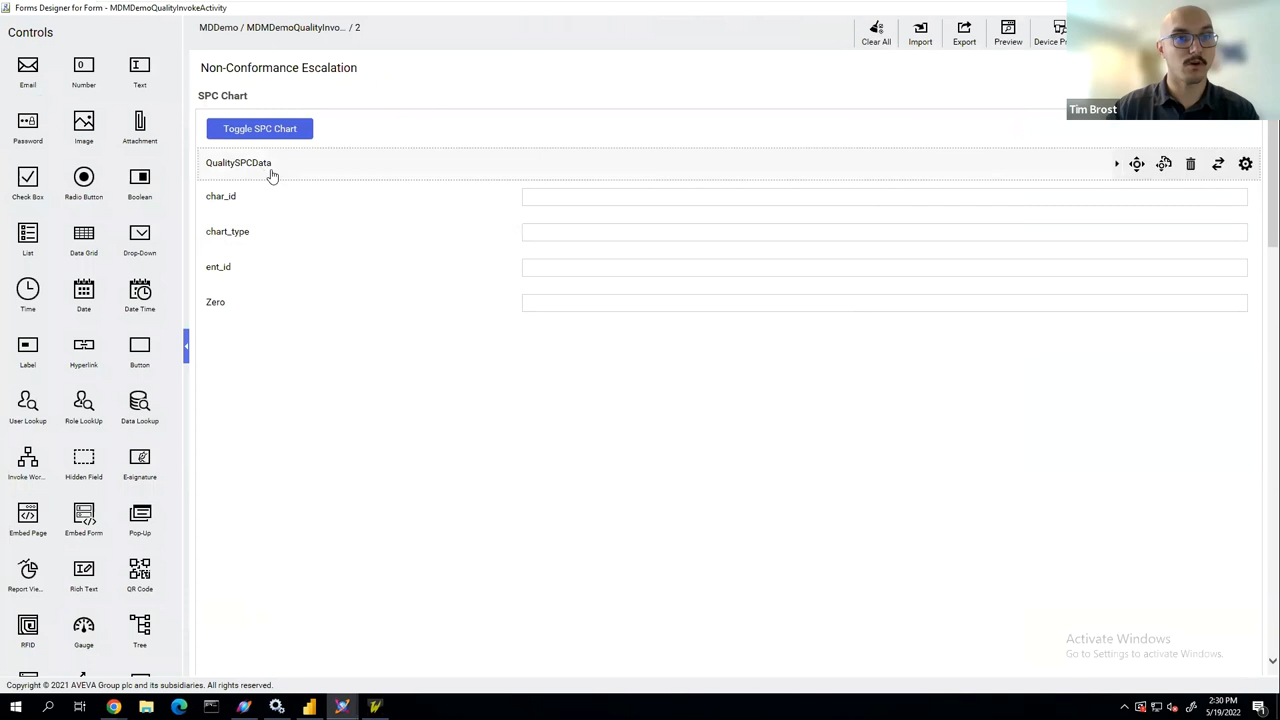 Forms Designer for Form - MDMDemoQualityInvokeActivity
Controls
MDDemo / MDMDemoQualityInvo... / 2
Clear All
Import
Export
Preview
Device Pr
Tim Brost
Email
Number
Text
Password
Image
Attachment
Check Box
Radio Button
Boolean
List
Data Grid
Drop-Down
Time
Date
Date Time
Label
Hyperlink
Button
User Lookup
Role LookUp
Data Lookup
Invoke Wor...
Hidden Field
E-signature
Embed Page
Embed Form
Pop-Up
Report Vie...
Rich Text
QR Code
RFID
Gauge
Tree
Non-Conformance Escalation
SPC Chart
Toggle SPC Chart
QualitySPCData
char_id
chart_type
ent_id
Zero
Activate Windows
Go to Settings to activate Windows.
Copyright © 2021 AVEVA Group plc and its subsidiaries. All rights reserved.
2:30 PM
5/19/2022